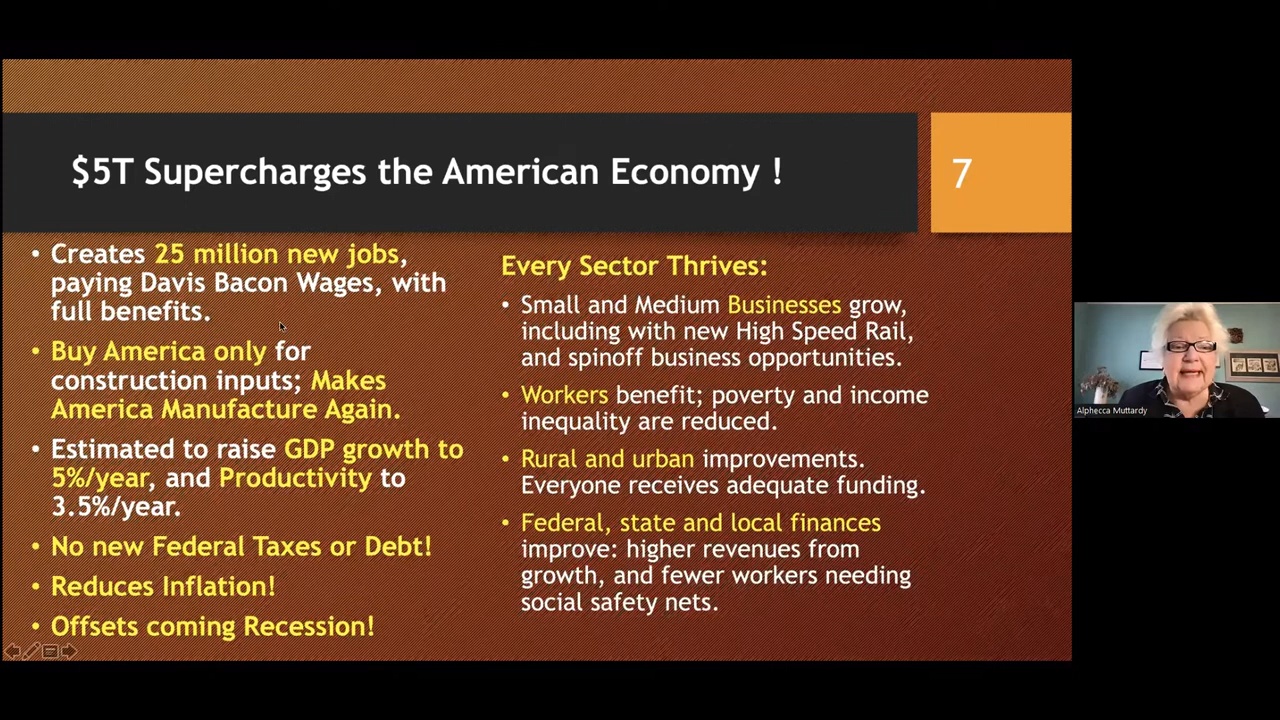 $5T Supercharges the American Economy !
7
• Creates 25 million new jobs,
paying Davis Bacon Wages, with
full benefits.
• Buy America only for
construction inputs; Makes
America Manufacture Again.
• Estimated to raise GDP growth to
5%/year, and Productivity to
3.5%/year.
• No new Federal Taxes or Debt!
• Reduces Inflation!
• Offsets coming Recession!
Every Sector Thrives:
• Small and Medium Businesses grow,
including with new High Speed Rail,
and spinoff business opportunities.
• Workers benefit; poverty and income
inequality are reduced.
• Rural and urban improvements.
Everyone receives adequate funding.
• Federal, state and local finances
improve: higher revenues from
growth, and fewer workers needing
social safety nets.
Alphecca Muttardy